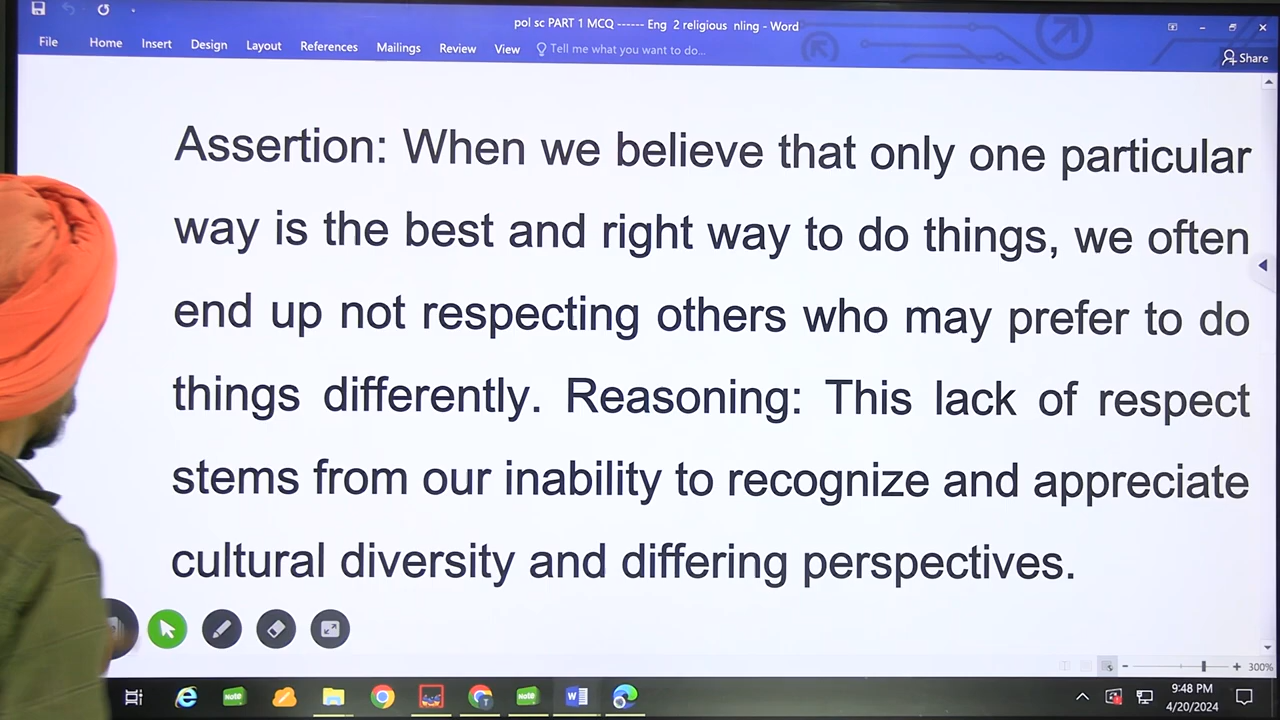 pol sc PART 1 MCQ ------ Eng 2 religious nling - Word
File Home Insert Design Layout References Mailings Review View Tell me what you want to do...
Share
Assertion: When we believe that only one particular
way is the best and right way to do things, we often
end up not respecting others who may prefer to do
things differently. Reasoning: This lack of respect
stems from our inability to recognize and appreciate
cultural diversity and differing perspectives.
300%
Note Note
T
9:48 PM
4/20/2024